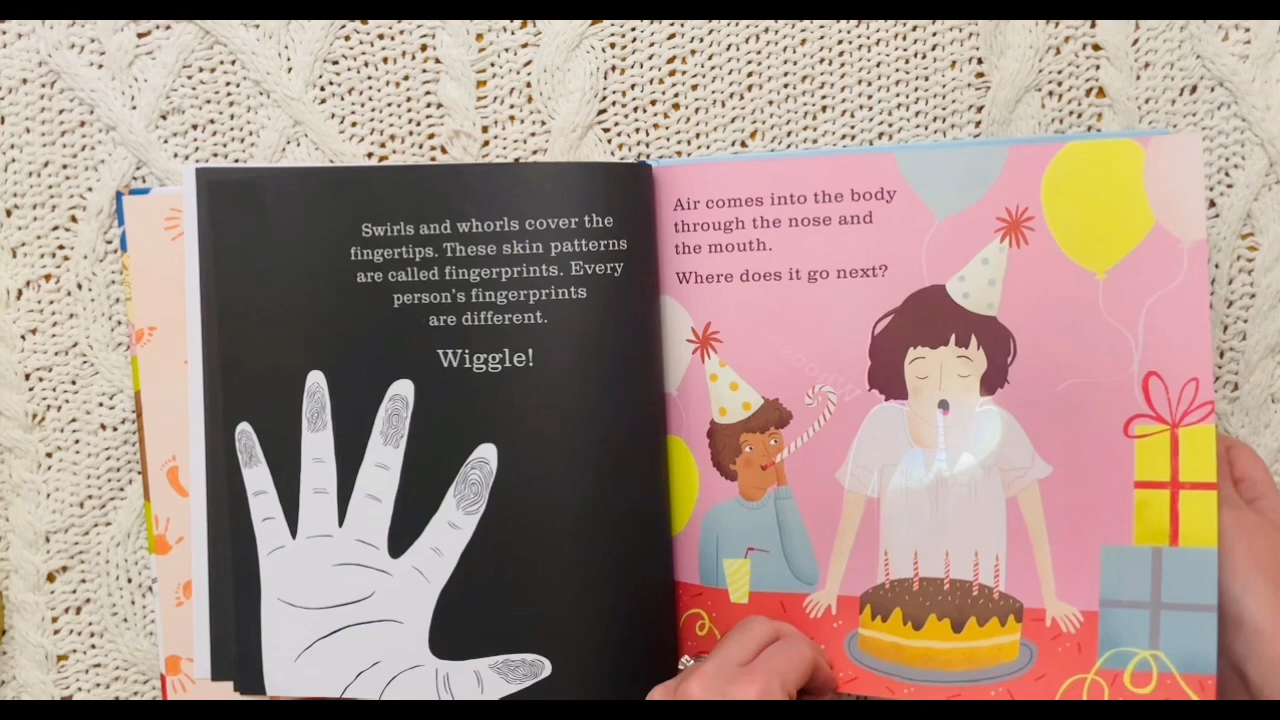 Swirls and whorls cover the
fingertips. These skin patterns
are called fingerprints. Every
person's fingerprints
are different.
Wiggle!
Air comes into the body
through the nose and
the mouth.
Where does it go next?